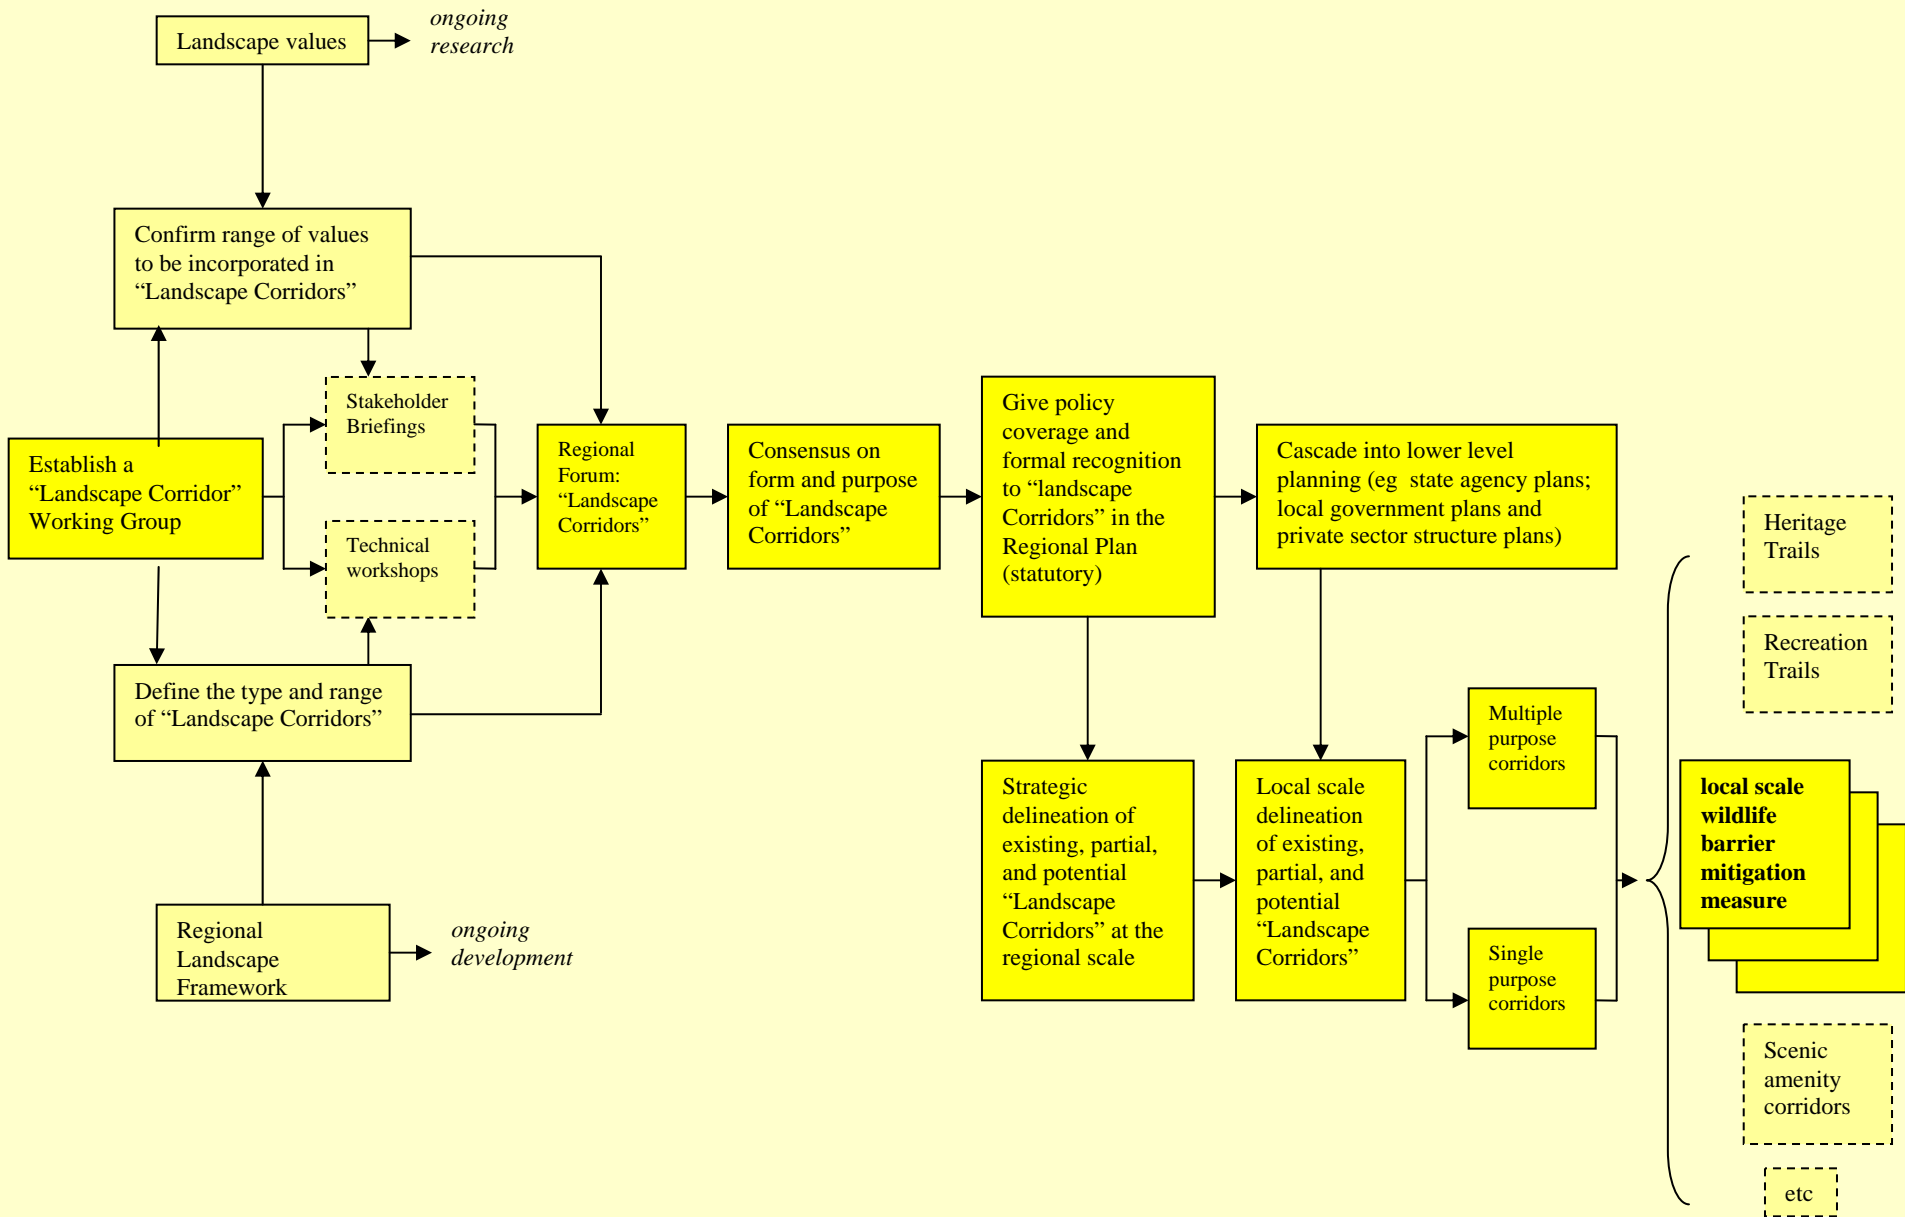 Landscape values
ongoing
research
Confirm range of values
to be incorporated in
“Landscape Corridors”
Stakeholder
Briefings
Establish a
“Landscape Corridor”
Working Group
Technical
workshops
Define the type and range
of “Landscape Corridors”
Regional
Landscape
Framework
ongoing
development
Regional
Forum:
“Landscape
Corridors”
Consensus on
form and purpose
of “Landscape
Corridors”
Give policy
coverage and
formal recognition
to “landscape
Corridors” in the
Regional Plan
(statutory)
Cascade into lower level
planning (eg  state agency plans;
local government plans and
private sector structure plans)
Strategic
delineation of
existing, partial,
and potential
“Landscape
Corridors” at the
regional scale
Local scale
delineation
of existing,
partial, and
potential
“Landscape
Corridors”
Multiple
purpose
corridors
Single
purpose
corridors
Heritage
Trails
Recreation
Trails
local scale
wildlife
barrier
mitigation
measure
Scenic
amenity
corridors
etc